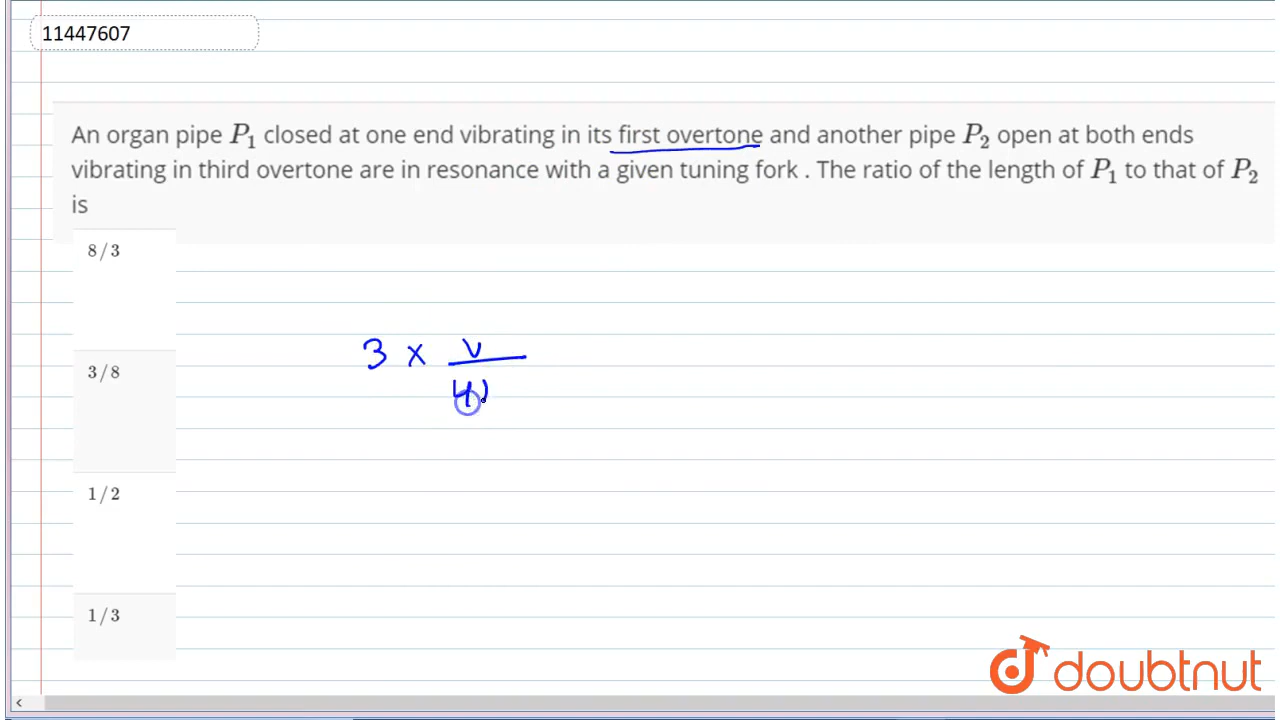 11447607
An organ pipe P₁ closed at one end vibrating in its first overtone and another pipe P₂ open at both ends
vibrating in third overtone are in resonance with a given tuning fork . The ratio of the length of P₁ to that of P₂
is
8/3
3/8
1/2
1/3
3 × v
4l
doubtnut